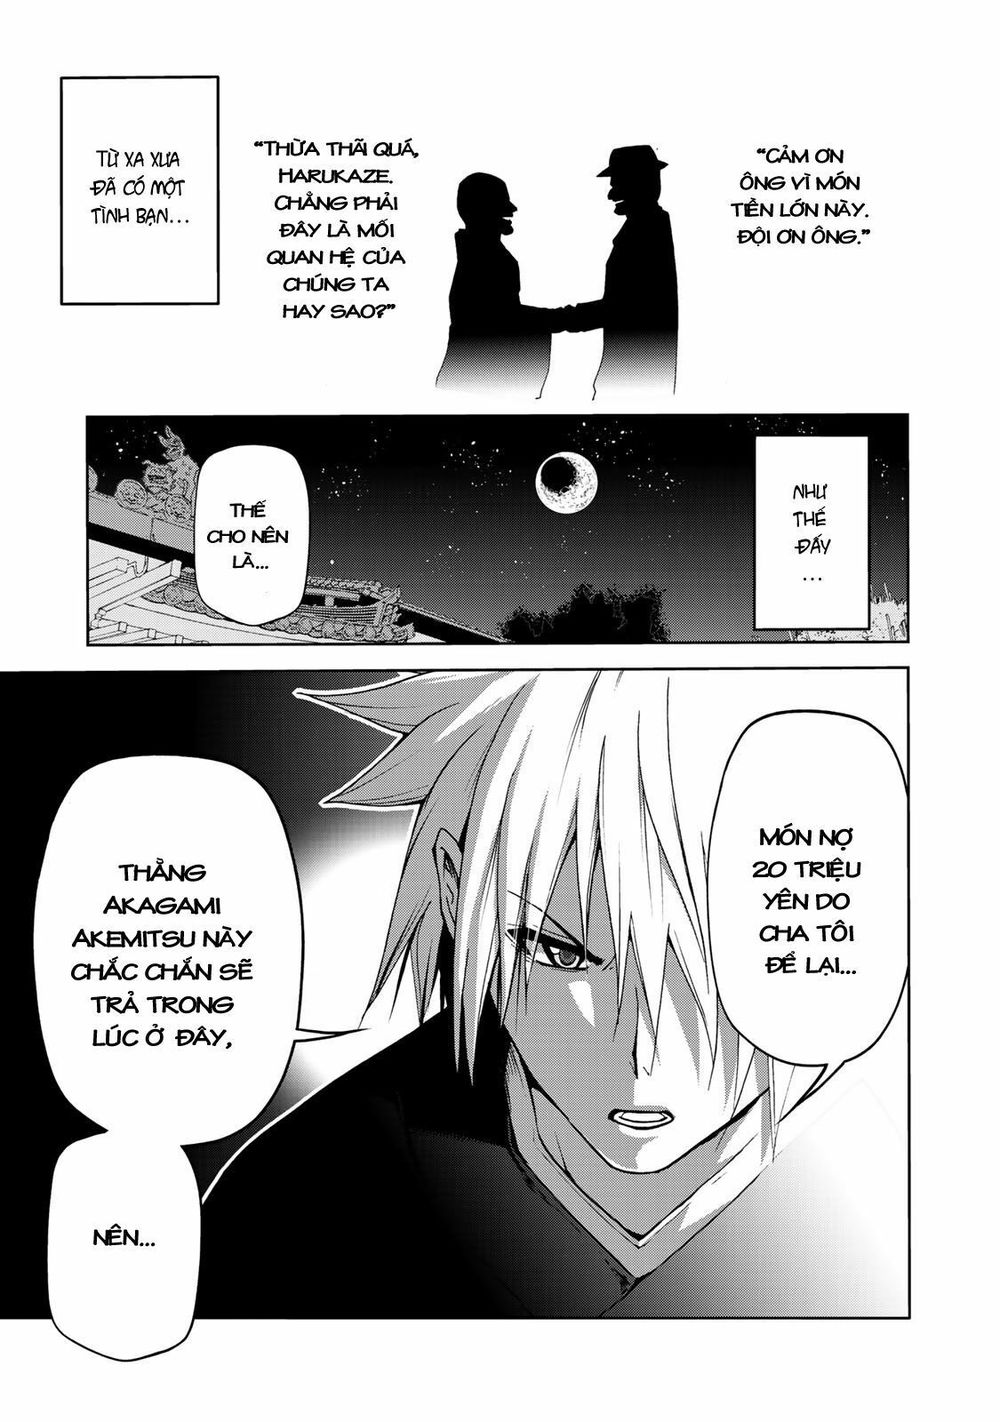 "CẢM ƠN
ÔNG VÌ MÓN
TIỀN LỚN NÀY.
ĐỘI ƠN ÔNG."
"THỪA THÃI QUÁ,
HARUKAZE.
CHẲNG PHẢI
ĐÂY LÀ MỐI
QUAN HỆ CỦA
CHÚNG TA
HAY SAO?"
TỪ XA XƯA
ĐÃ CÓ MỘT
TÌNH BẠN...
NHƯ
THẾ
ĐẤY
...
THẾ
CHO NÊN
LÀ...
MÓN NỢ
20 TRIỆU
YÊN DO
CHA TÔI
ĐỂ LẠI...
THẰNG
AKAGAMI
AKEMITSU NÀY
CHẮC CHẮN SẼ
TRẢ TRONG
LÚC Ở ĐÂY,
NÊN...